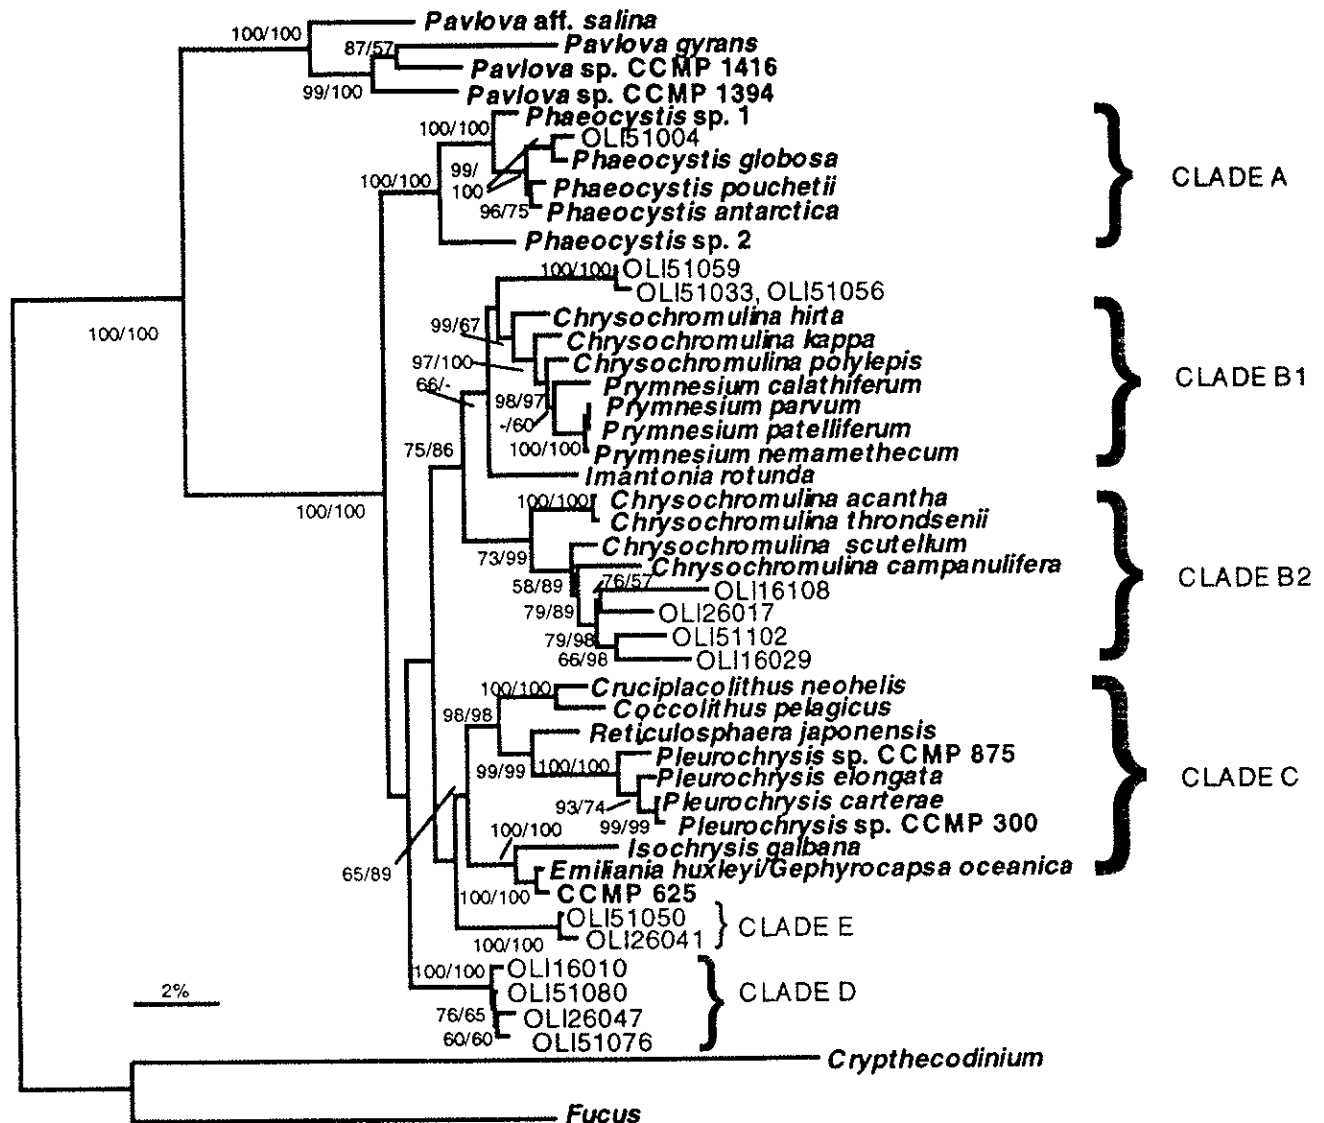 Pavlova aff. salina
100/100
87/57
Pavlova gyrans
Pavlova sp. CCMP 1416
99/100
Pavlova sp. CCMP 1394
Phaeocystis sp. 1
100/100
OLI51004
Phaeocystis globosa
99/
100
100/100
Phaeocystis pouchetii
96/75
Phaeocystis antarctica
Phaeocystis sp. 2
CLADE A
100/100
OLI51059
OLI51033, OLI51056
Chrysochromulina hirta
99/67
100/100
Chrysochromulina kappa
97/100
Chrysochromulina polylepis
66/-
Prymnesium calathiferum
98/97
Prymnesium parvum
-/60
Prymnesium patelliferum
75/86
100/100
Prymnesium nemamethecum
Imantonia rotunda
CLADE B1
100/100
Chrysochromulina acantha
100/100
Chrysochromulina throndsenii
73/99
Chrysochromulina scutellum
58/89
Chrysochromulina campanulifera
76/57
OLI16108
79/89
OLI26017
79/98
OLI51102
66/98
OLI16029
CLADE B2
100/100
Cruciplacolithus neohelis
98/98
Coccolithus pelagicus
Reticulosphaera japonensis
99/99
100/100
Pleurochrysis sp. CCMP 875
Pleurochrysis elongata
93/74
Pleurochrysis carterae
99/99
Pleurochrysis sp. CCMP 300
100/100
Isochrysis galbana
65/89
Emiliania huxleyi/Gephyrocapsa oceanica
100/100
CCMP 625
CLADE C
OLI51050
100/100
OLI26041
CLADE E
100/100
OLI16010
OLI51080
76/65
OLI26047
60/60
OLI51076
CLADE D
2%
Crypthecodinium
Fucus